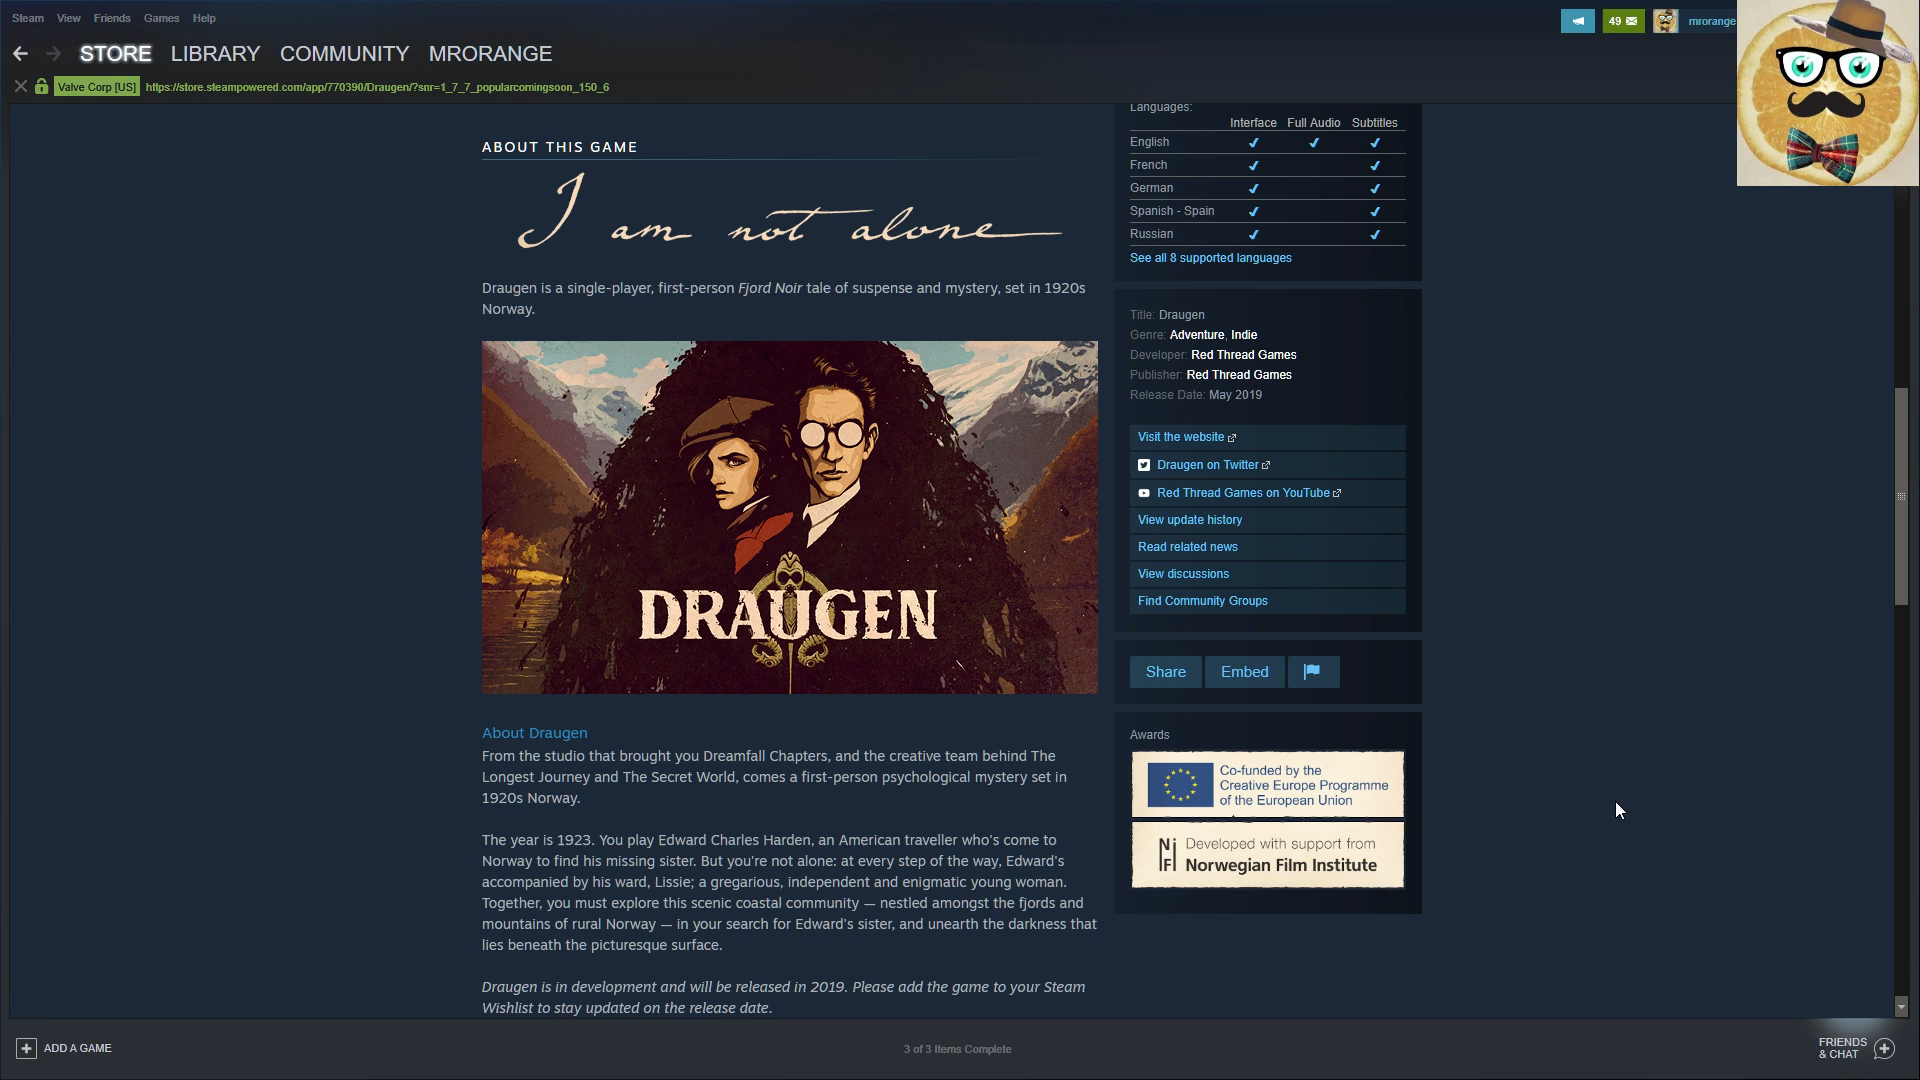 Steam View Friends Games Help
49
mrorange
STORE LIBRARY COMMUNITY MRORANGE
Valve Corp [US] https://store.steampowered.com/app/770390/Draugen/?snr=1_7_7_popularcomingsoon_150_6
ABOUT THIS GAME
I am not alone
Draugen is a single-player, first-person Fjord Noir tale of suspense and mystery, set in 1920s
Norway.
DRAUGEN
About Draugen
From the studio that brought you Dreamfall Chapters, and the creative team behind The
Longest Journey and The Secret World, comes a first-person psychological mystery set in
1920s Norway.
The year is 1923. You play Edward Charles Harden, an American traveller who's come to
Norway to find his missing sister. But you're not alone: at every step of the way, Edward's
accompanied by his ward, Lissie; a gregarious, independent and enigmatic young woman.
Together, you must explore this scenic coastal community — nestled amongst the fjords and
mountains of rural Norway — in your search for Edward's sister, and unearth the darkness that
lies beneath the picturesque surface.
Draugen is in development and will be released in 2019. Please add the game to your Steam
Wishlist to stay updated on the release date.
Languages:
Interface Full Audio Subtitles
English
French
German
Spanish - Spain
Russian
See all 8 supported languages
Title: Draugen
Genre: Adventure, Indie
Developer: Red Thread Games
Publisher: Red Thread Games
Release Date: May 2019
Visit the website
Draugen on Twitter
Red Thread Games on YouTube
View update history
Read related news
View discussions
Find Community Groups
Share Embed
Awards
Co-funded by the
Creative Europe Programme
of the European Union
NFI Developed with support from
Norwegian Film Institute
ADD A GAME
3 of 3 Items Complete
FRIENDS
& CHAT